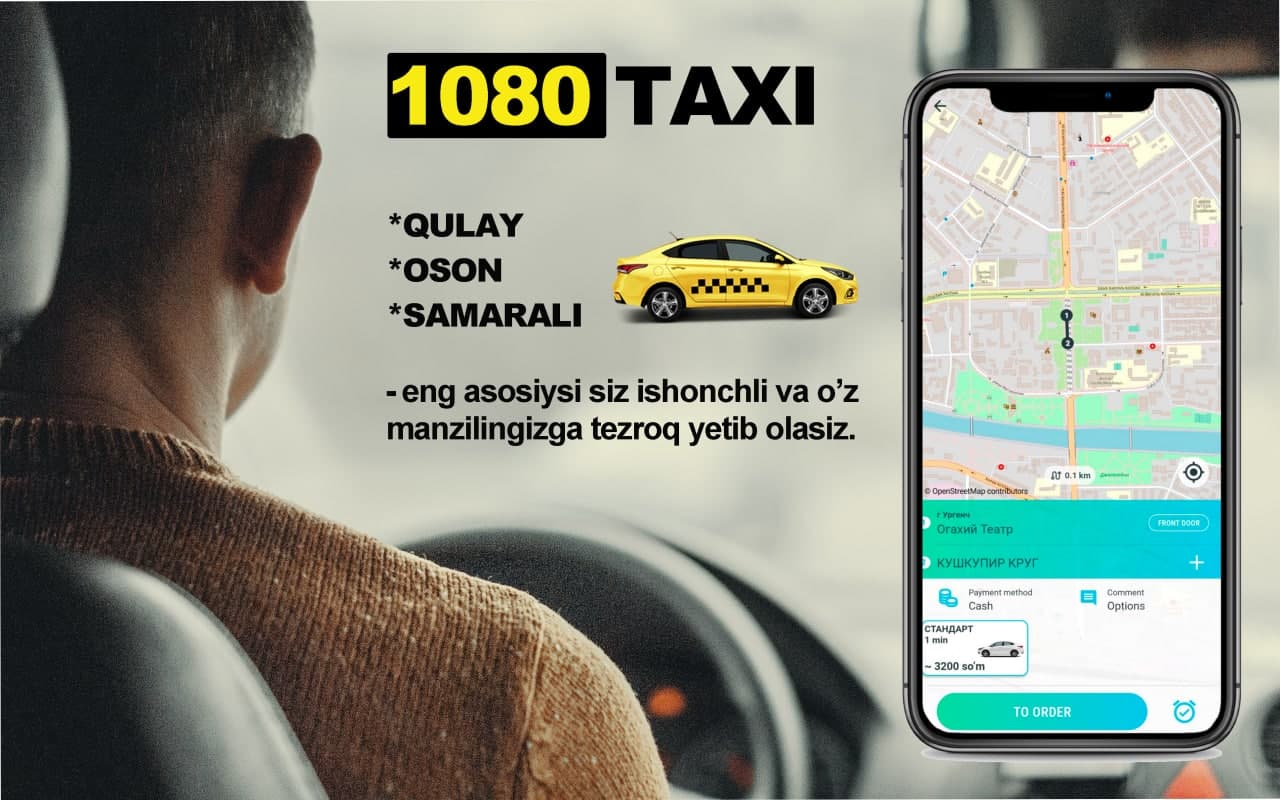 1080 TAXI
*QULAY
*OSON
*SAMARALI
- eng asosiysi siz ishonchli va o’z
manzilingizga tezroq yetib olasiz.
1
2
0.1 km
© OpenStreetMap contributors
г Ургенч
Огахий Театр
FRONT DOOR
КУШКУПИР КРУГ
Payment method
Cash
Comment
Options
СТАНДАРТ
1 min
~ 3200 so’m
TO ORDER